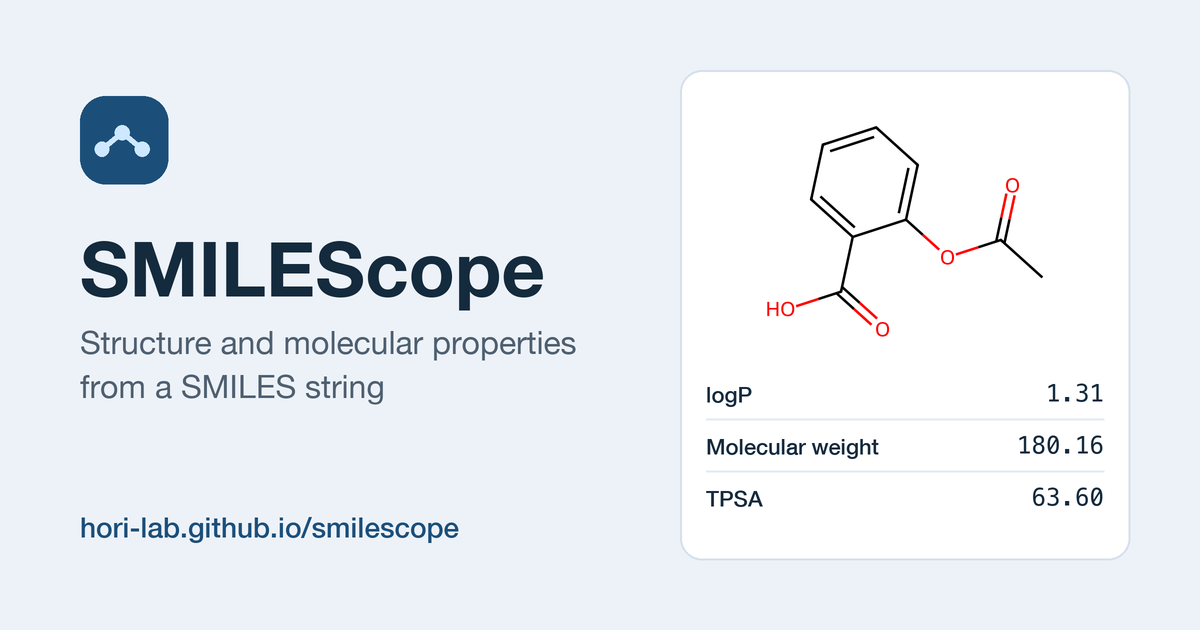 SMILEScope
Structure and molecular properties
from a SMILES string
hori-lab.github.io/smilescope
O
O
HO
O
logP 1.31
Molecular weight 180.16
TPSA 63.60